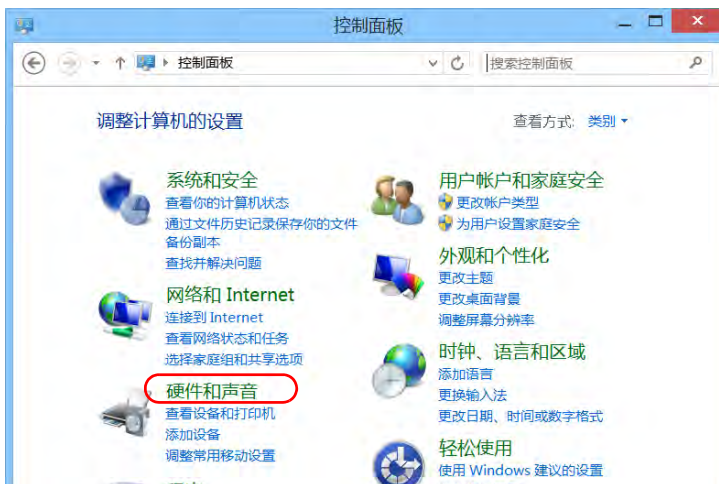 控制面板
控制面板
搜索控制面板
调整计算机的设置
查看方式: 类别
系统和安全
查看你的计算机状态
通过文件历史记录保存你的文件
备份副本
查找并解决问题
网络和 Internet
连接到 Internet
查看网络状态和任务
选择家庭组和共享选项
硬件和声音
查看设备和打印机
添加设备
调整常用移动设置
用户帐户和家庭安全
更改帐户类型
为用户设置家庭安全
外观和个性化
更改主题
更改桌面背景
调整屏幕分辨率
时钟、语言和区域
添加语言
更换输入法
更改日期、时间或数字格式
轻松使用
使用 Windows 建议的设置